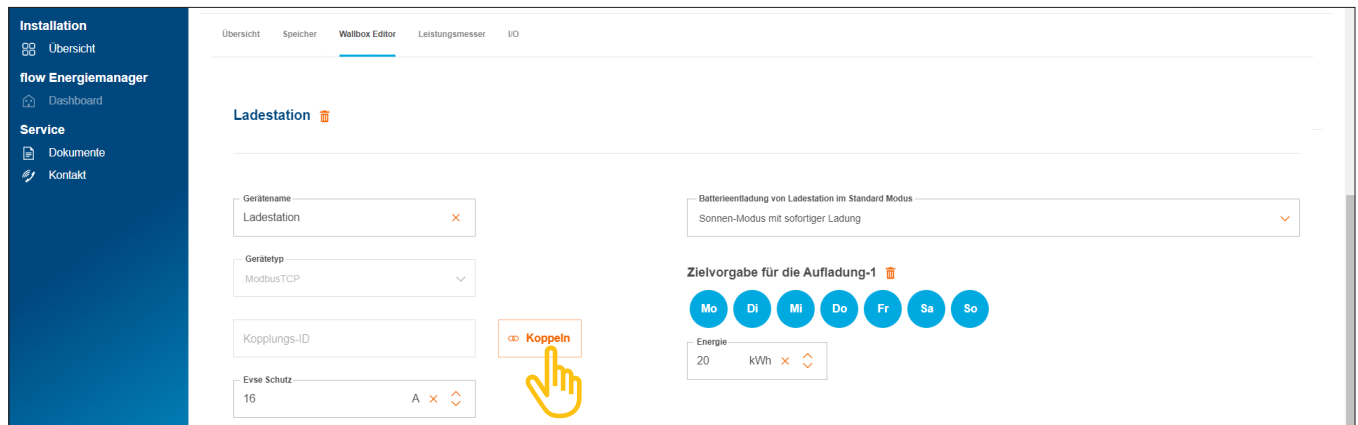 Installation
Übersicht
flow Energiemanager
Dashboard
Service
Dokumente
Kontakt
Übersicht Speicher Wallbox Editor Leistungsmesser I/O
Ladestation
Gerätename
Ladestation
Gerätetyp
ModbusTCP
Kopplungs-ID
Koppeln
Evse Schutz
16 A
Batterieentladung von Ladestation im Standard Modus
Sonnen-Modus mit sofortiger Ladung
Zielvorgabe für die Aufladung-1
Mo Di Mi Do Fr Sa So
Energie
20 kWh